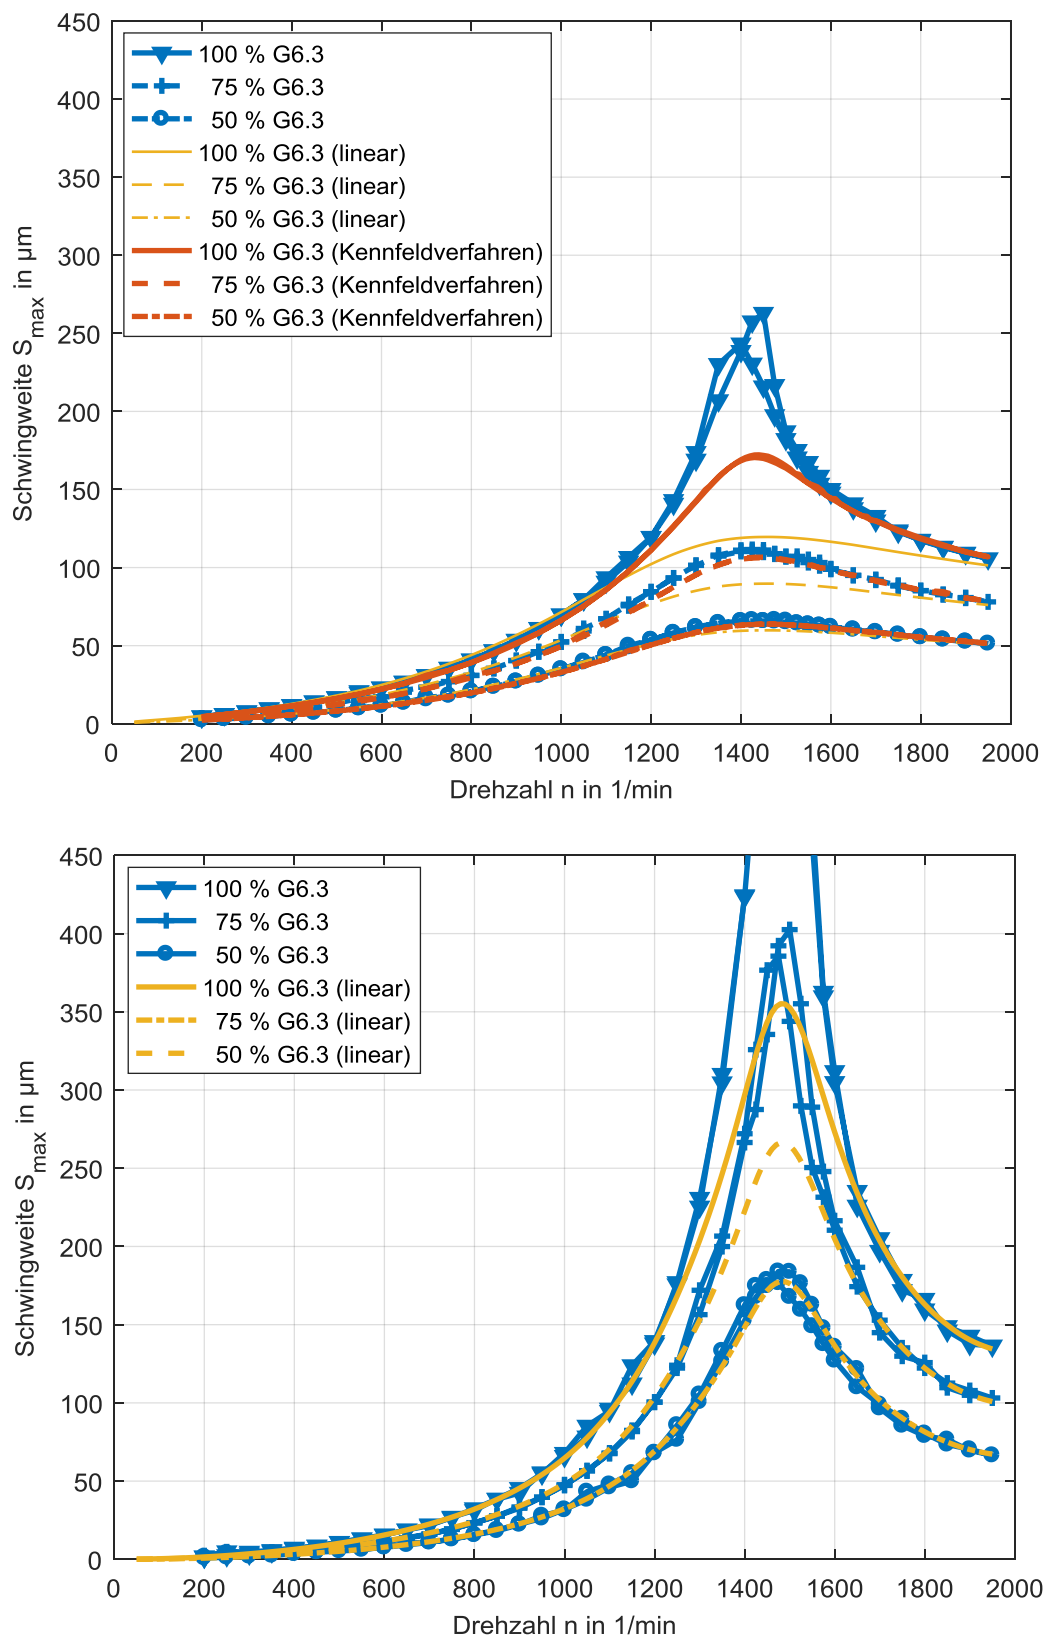 450
400
350
300
250
200
150
100
50
0
Schwingweite S_max in µm
100 % G6.3
75 % G6.3
50 % G6.3
100 % G6.3 (linear)
75 % G6.3 (linear)
50 % G6.3 (linear)
100 % G6.3 (Kennfeldverfahren)
75 % G6.3 (Kennfeldverfahren)
50 % G6.3 (Kennfeldverfahren)
0 200 400 600 800 1000 1200 1400 1600 1800 2000
Drehzahl n in 1/min
450
400
350
300
250
200
150
100
50
0
Schwingweite S_max in µm
100 % G6.3
75 % G6.3
50 % G6.3
100 % G6.3 (linear)
75 % G6.3 (linear)
50 % G6.3 (linear)
0 200 400 600 800 1000 1200 1400 1600 1800 2000
Drehzahl n in 1/min